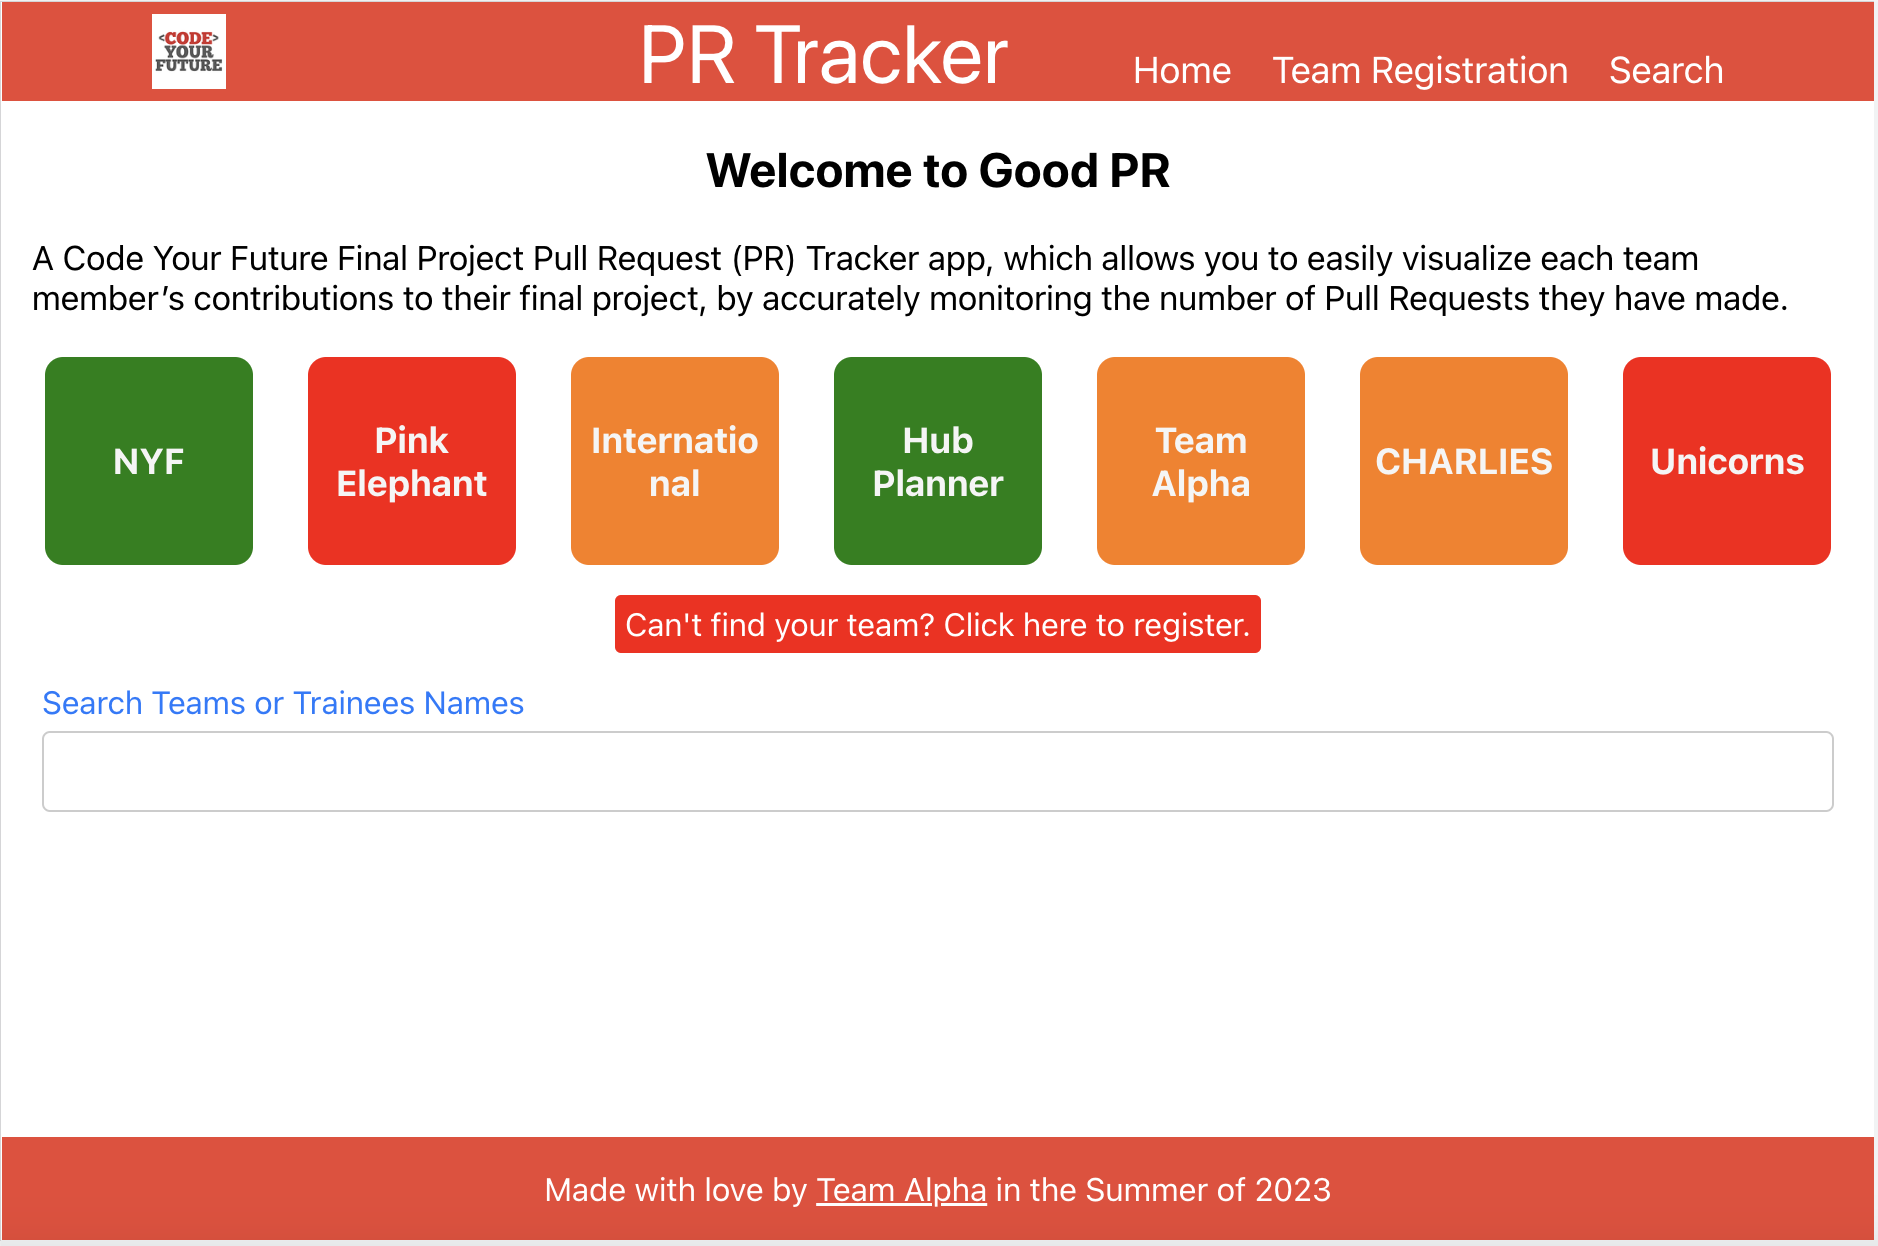 <CODE>
YOUR
FUTURE
PR Tracker
Home
Team Registration
Search
Welcome to Good PR
A Code Your Future Final Project Pull Request (PR) Tracker app, which allows you to easily visualize each team
member’s contributions to their final project, by accurately monitoring the number of Pull Requests they have made.
NYF
Pink
Elephant
Internatio
nal
Hub
Planner
Team
Alpha
CHARLIES
Unicorns
Can't find your team? Click here to register.
Search Teams or Trainees Names
Made with love by Team Alpha in the Summer of 2023